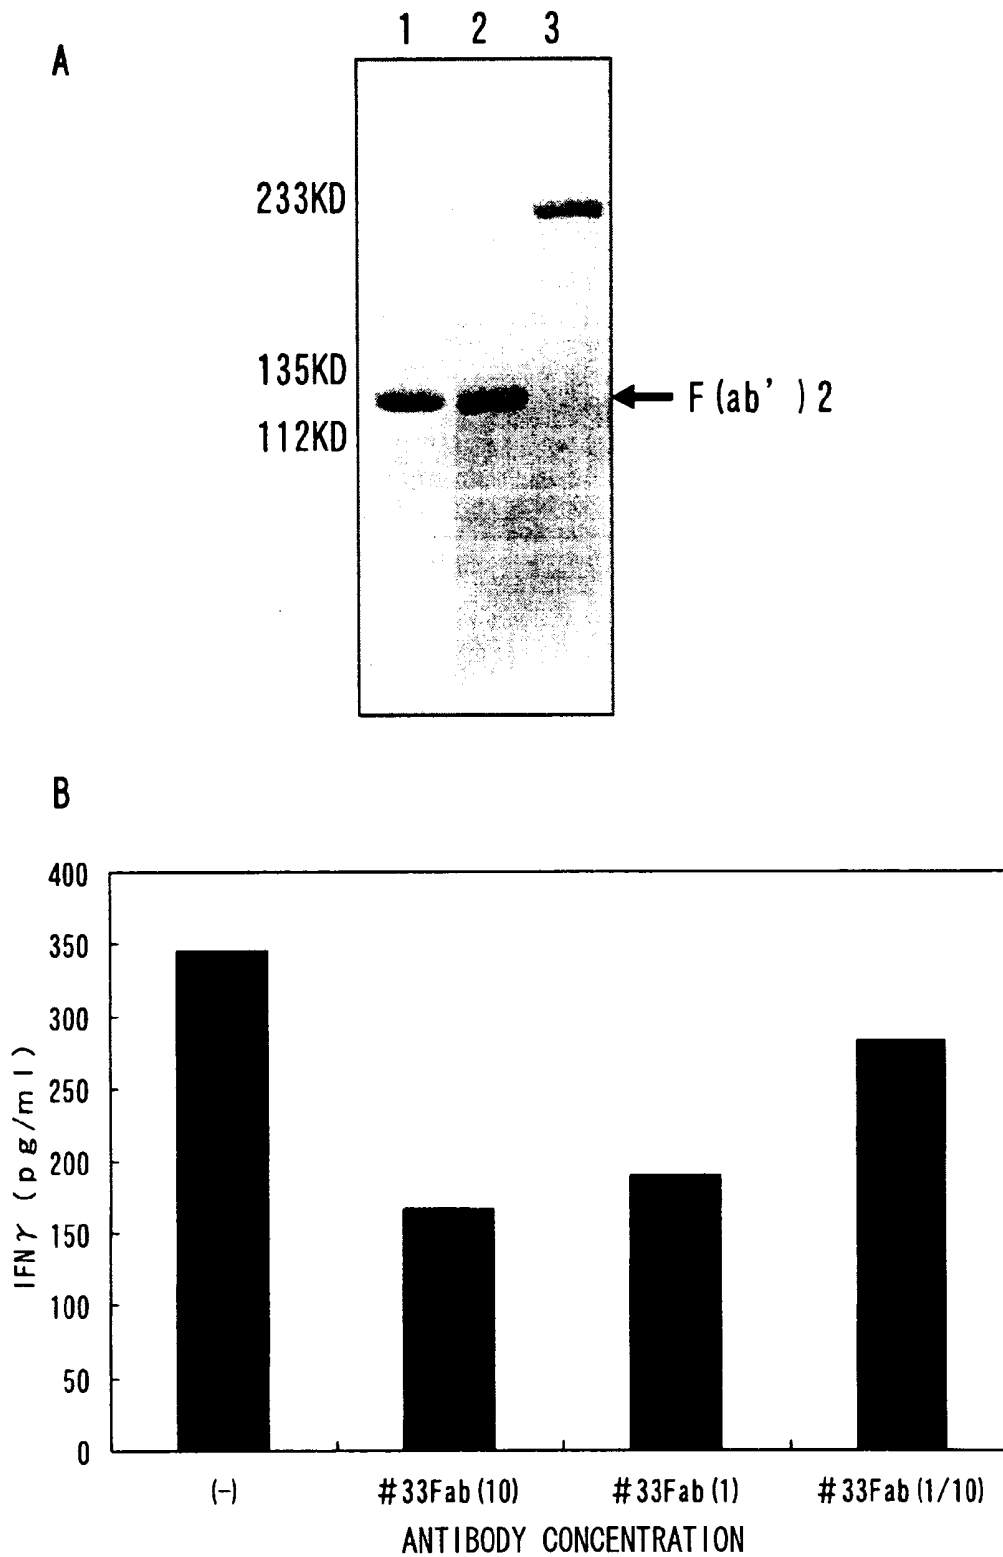 A
1 2 3
233KD
135KD
112KD
F(ab')2
B
400
350
300
250
200
150
100
50
0
IFNγ (pg/ml)
(-) #33Fab(10) #33Fab(1) #33Fab(1/10)
ANTIBODY CONCENTRATION